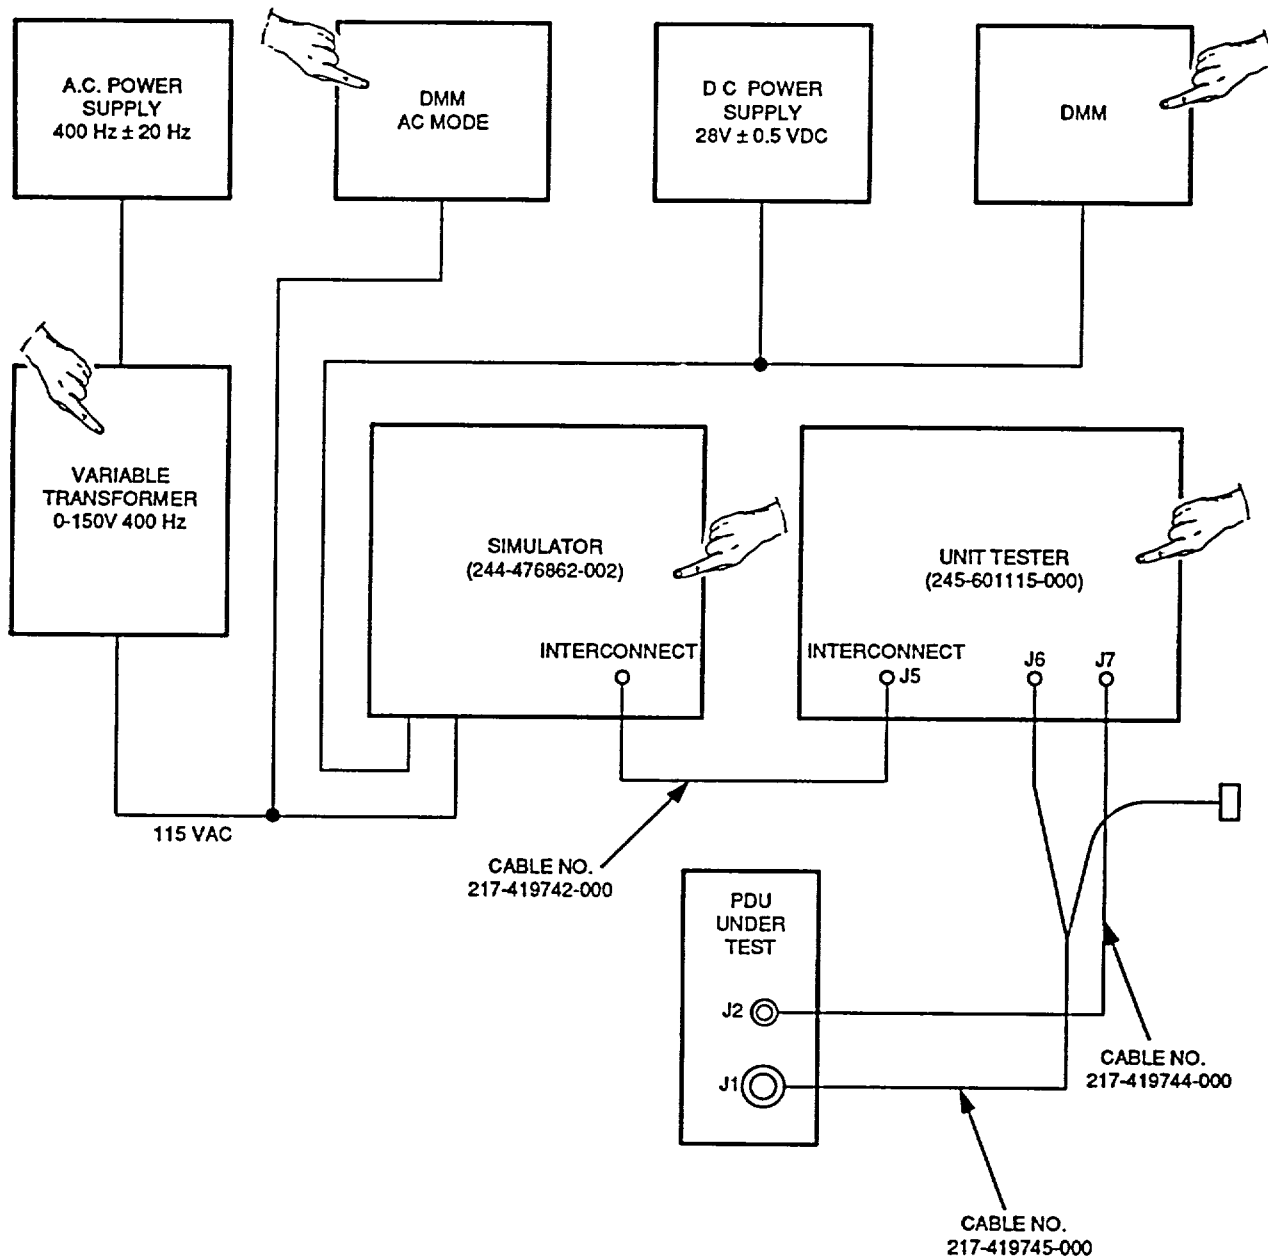 A.C. POWER
SUPPLY
400 Hz ± 20 Hz
DMM
AC MODE
D C POWER
SUPPLY
28V ± 0.5 VDC
DMM
VARIABLE
TRANSFORMER
0-150V 400 Hz
SIMULATOR
(244-476862-002)
INTERCONNECT
UNIT TESTER
(245-601115-000)
INTERCONNECT
J5
J6
J7
115 VAC
CABLE NO.
217-419742-000
PDU
UNDER
TEST
J2
J1
CABLE NO.
217-419744-000
CABLE NO.
217-419745-000